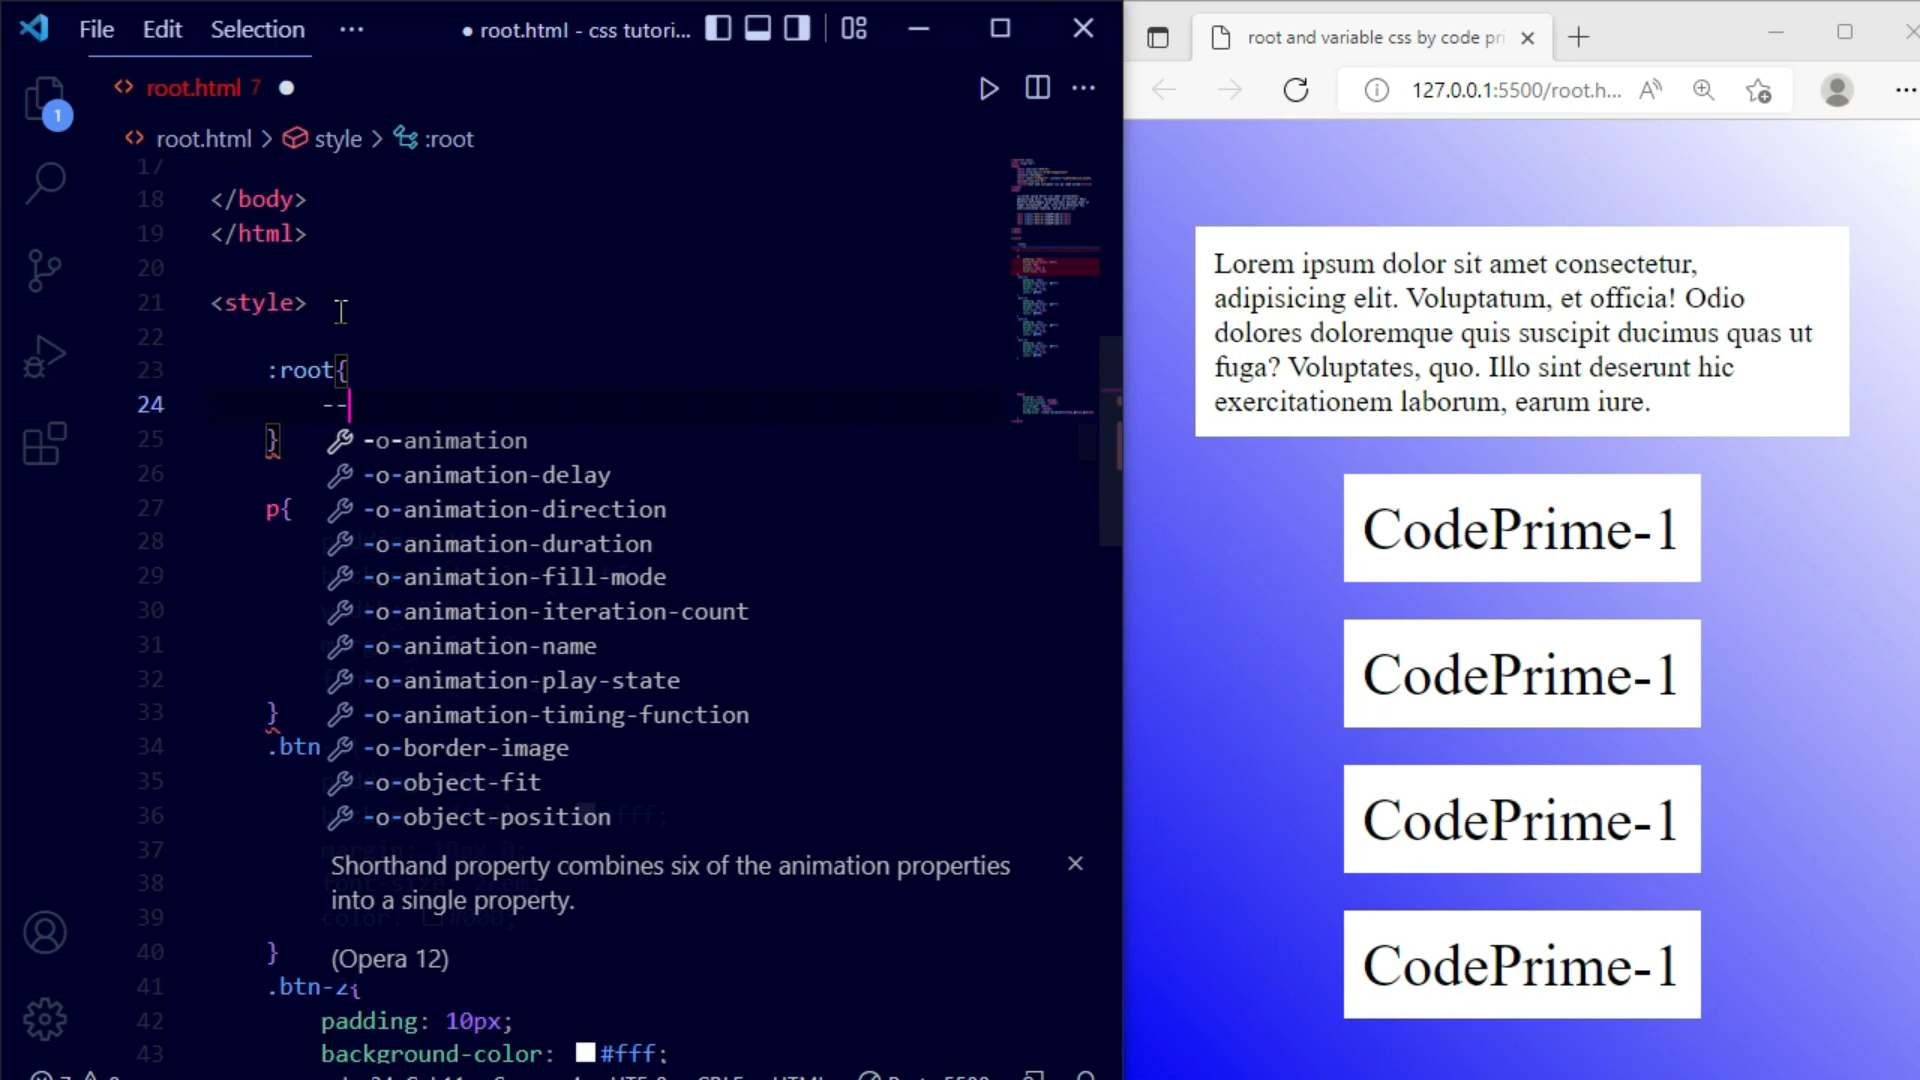 File Edit Selection ···
● root.html - css tutori...
<> root.html 7 ●
<> root.html > style > :root
17
18 </body>
19 </html>
20
21 <style>
22
23 :root{
24 --
25 }
26
27 p{
28
29
30
31
32
33 }
34 .btn
35
36 #fff;
37 margin: 10px 0;
38
39 color: #000;
40 }
41 .btn-2{
42 padding: 10px;
43 background-color: #fff;
-o-animation
-o-animation-delay
-o-animation-direction
-o-animation-duration
-o-animation-fill-mode
-o-animation-iteration-count
-o-animation-name
-o-animation-play-state
-o-animation-timing-function
-o-border-image
-o-object-fit
-o-object-position
Shorthand property combines six of the animation properties
into a single property.
(Opera 12)
1
root and variable css by code pri
127.0.0.1:5500/root.h...
Lorem ipsum dolor sit amet consectetur,
adipisicing elit. Voluptatum, et officia! Odio
dolores doloremque quis suscipit ducimus quas ut
fuga? Voluptates, quo. Illo sint deserunt hic
exercitationem laborum, earum iure.
CodePrime-1
CodePrime-1
CodePrime-1
CodePrime-1